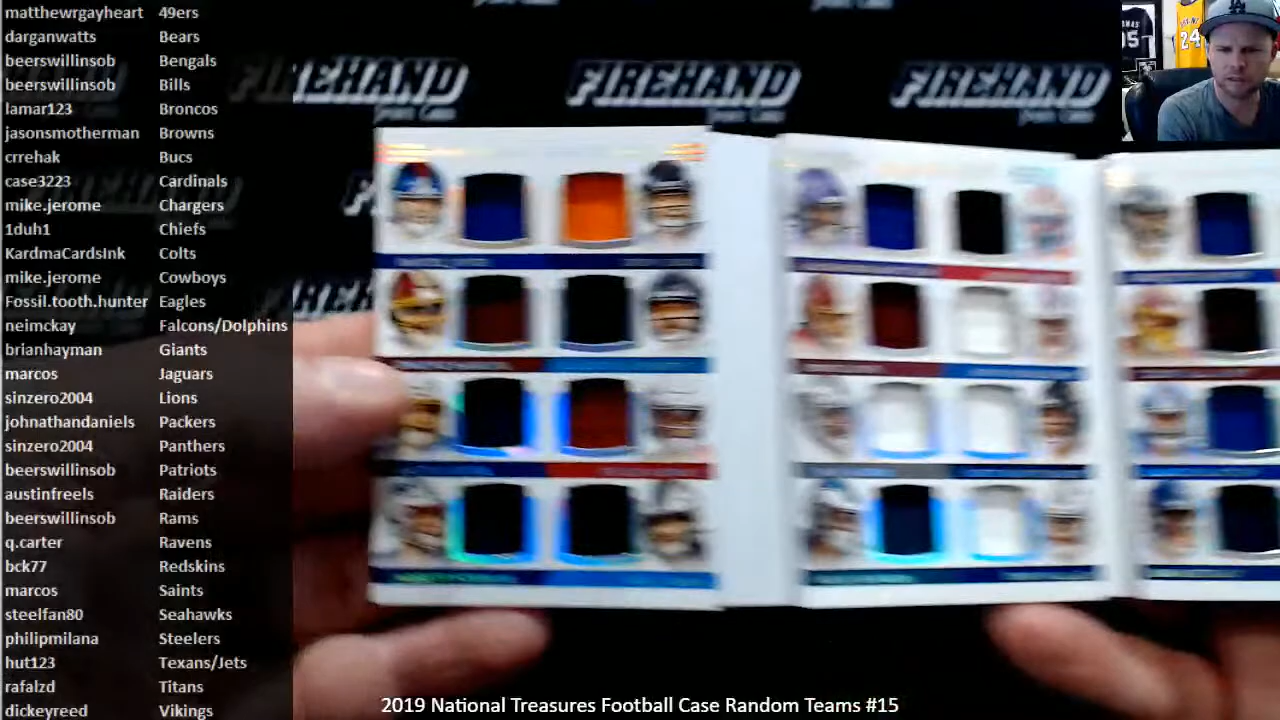 matthewrgayheart 49ers
darganwatts Bears
beerswillinsob Bengals
beerswillinsob Bills
lamar123 Broncos
jasonsmotherman Browns
crrehak Bucs
case3223 Cardinals
mike.jerome Chargers
1duh1 Chiefs
KardmaCardsInk Colts
mike.jerome Cowboys
Fossil.tooth.hunter Eagles
neimckay Falcons/Dolphins
brianhayman Giants
marcos Jaguars
sinzero2004 Lions
johnathandaniels Packers
sinzero2004 Panthers
beerswillinsob Patriots
austinfreels Raiders
beerswillinsob Rams
q.carter Ravens
bck77 Redskins
marcos Saints
steelfan80 Seahawks
philipmilana Steelers
hut123 Texans/Jets
rafalzd Titans
dickeyreed Vikings
FIREHAND FIREHAND FIREHAND
24
2019 National Treasures Football Case Random Teams #15